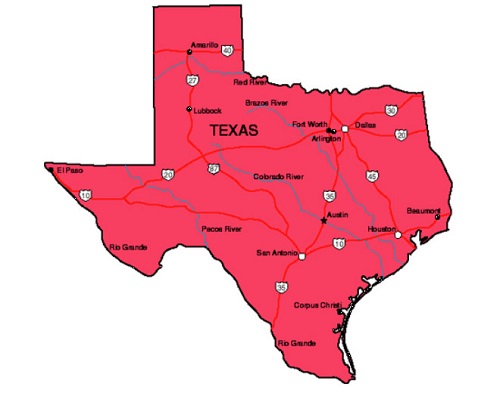 Amarillo
40
27
Red River
Lubbock
Brazos River
30
TEXAS
Fort Worth
Dallas
Arlington
20
El Paso
20
87
Colorado River
45
10
35
Austin
Beaumont
Pecos River
Houston
Rio Grande
10
San Antonio
35
Corpus Christi
Rio Grande